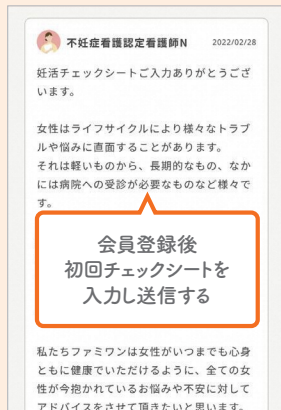 不妊症看護認定看護師N 2022/02/28
妊活チェックシートご入力ありがとうござ
います。
女性はライフサイクルにより様々なトラブ
ルや悩みに直面することがあります。
それは軽いものから、長期的なもの、なか
には病院への受診が必要なものなど様々で
す。
会員登録後
初回チェックシートを
入力し送信する
私たちファミワンは女性がいつまでも心身
ともに健康でいただけるように、全ての女
性が今抱かれているお悩みや不安に対して
アドバイスをさせて頂きたいと思います。